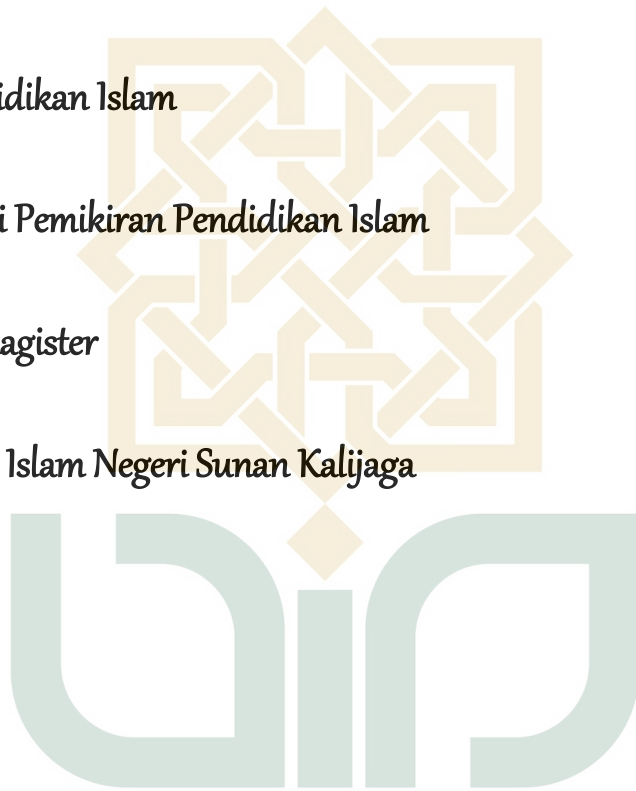 idikan Islam
i Pemikiran Pendidikan Islam
agister
Islam Negeri Sunan Kalijaga